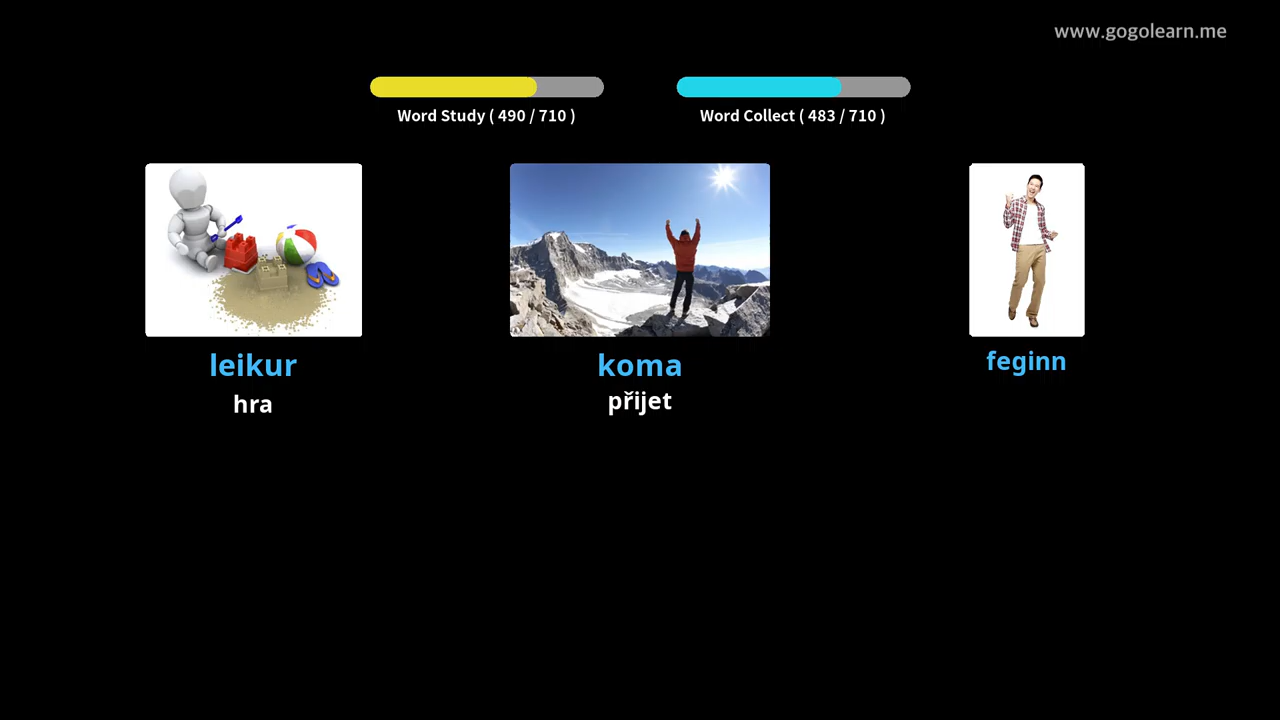 www.gogolearn.me
Word Study ( 490 / 710 )
Word Collect ( 483 / 710 )
leikur
hra
koma
přijet
feginn